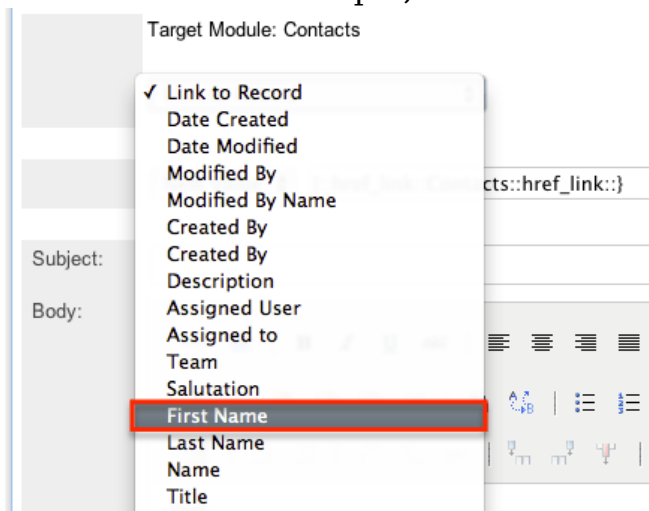 Target Module: Contacts
✓ Link to Record
Date Created
Date Modified
Modified By
cts::href_link::}
Modified By Name
Created By
Subject:
Created By
Description
Body:
Assigned User
Assigned to
Team
Salutation
First Name
Last Name
Name
Title